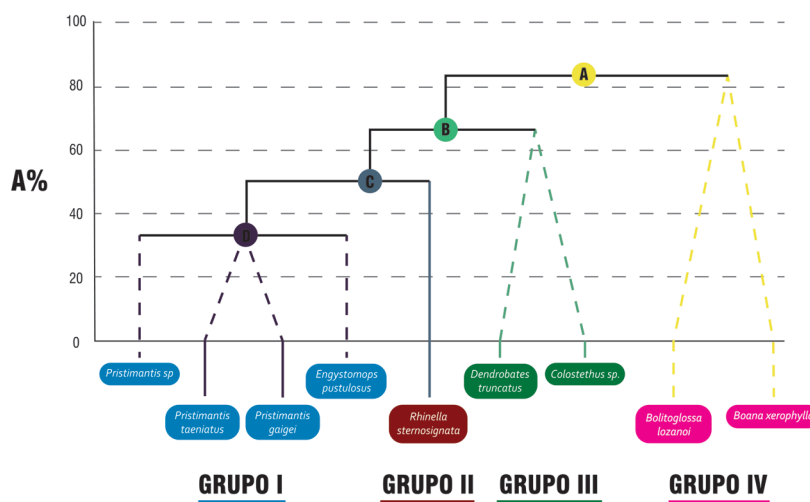 100
80
60
40
20
0
A%
A
B
C
D
Pristimantis sp
Pristimantis
taeniatus
Pristimantis
gaigei
Engystomops
pustulosus
Rhinella
sternosignata
Dendrobates
truncatus
Colostethus sp.
Bolitoglossa
lozanoi
Boana xerophylla
GRUPO I
GRUPO II
GRUPO III
GRUPO IV